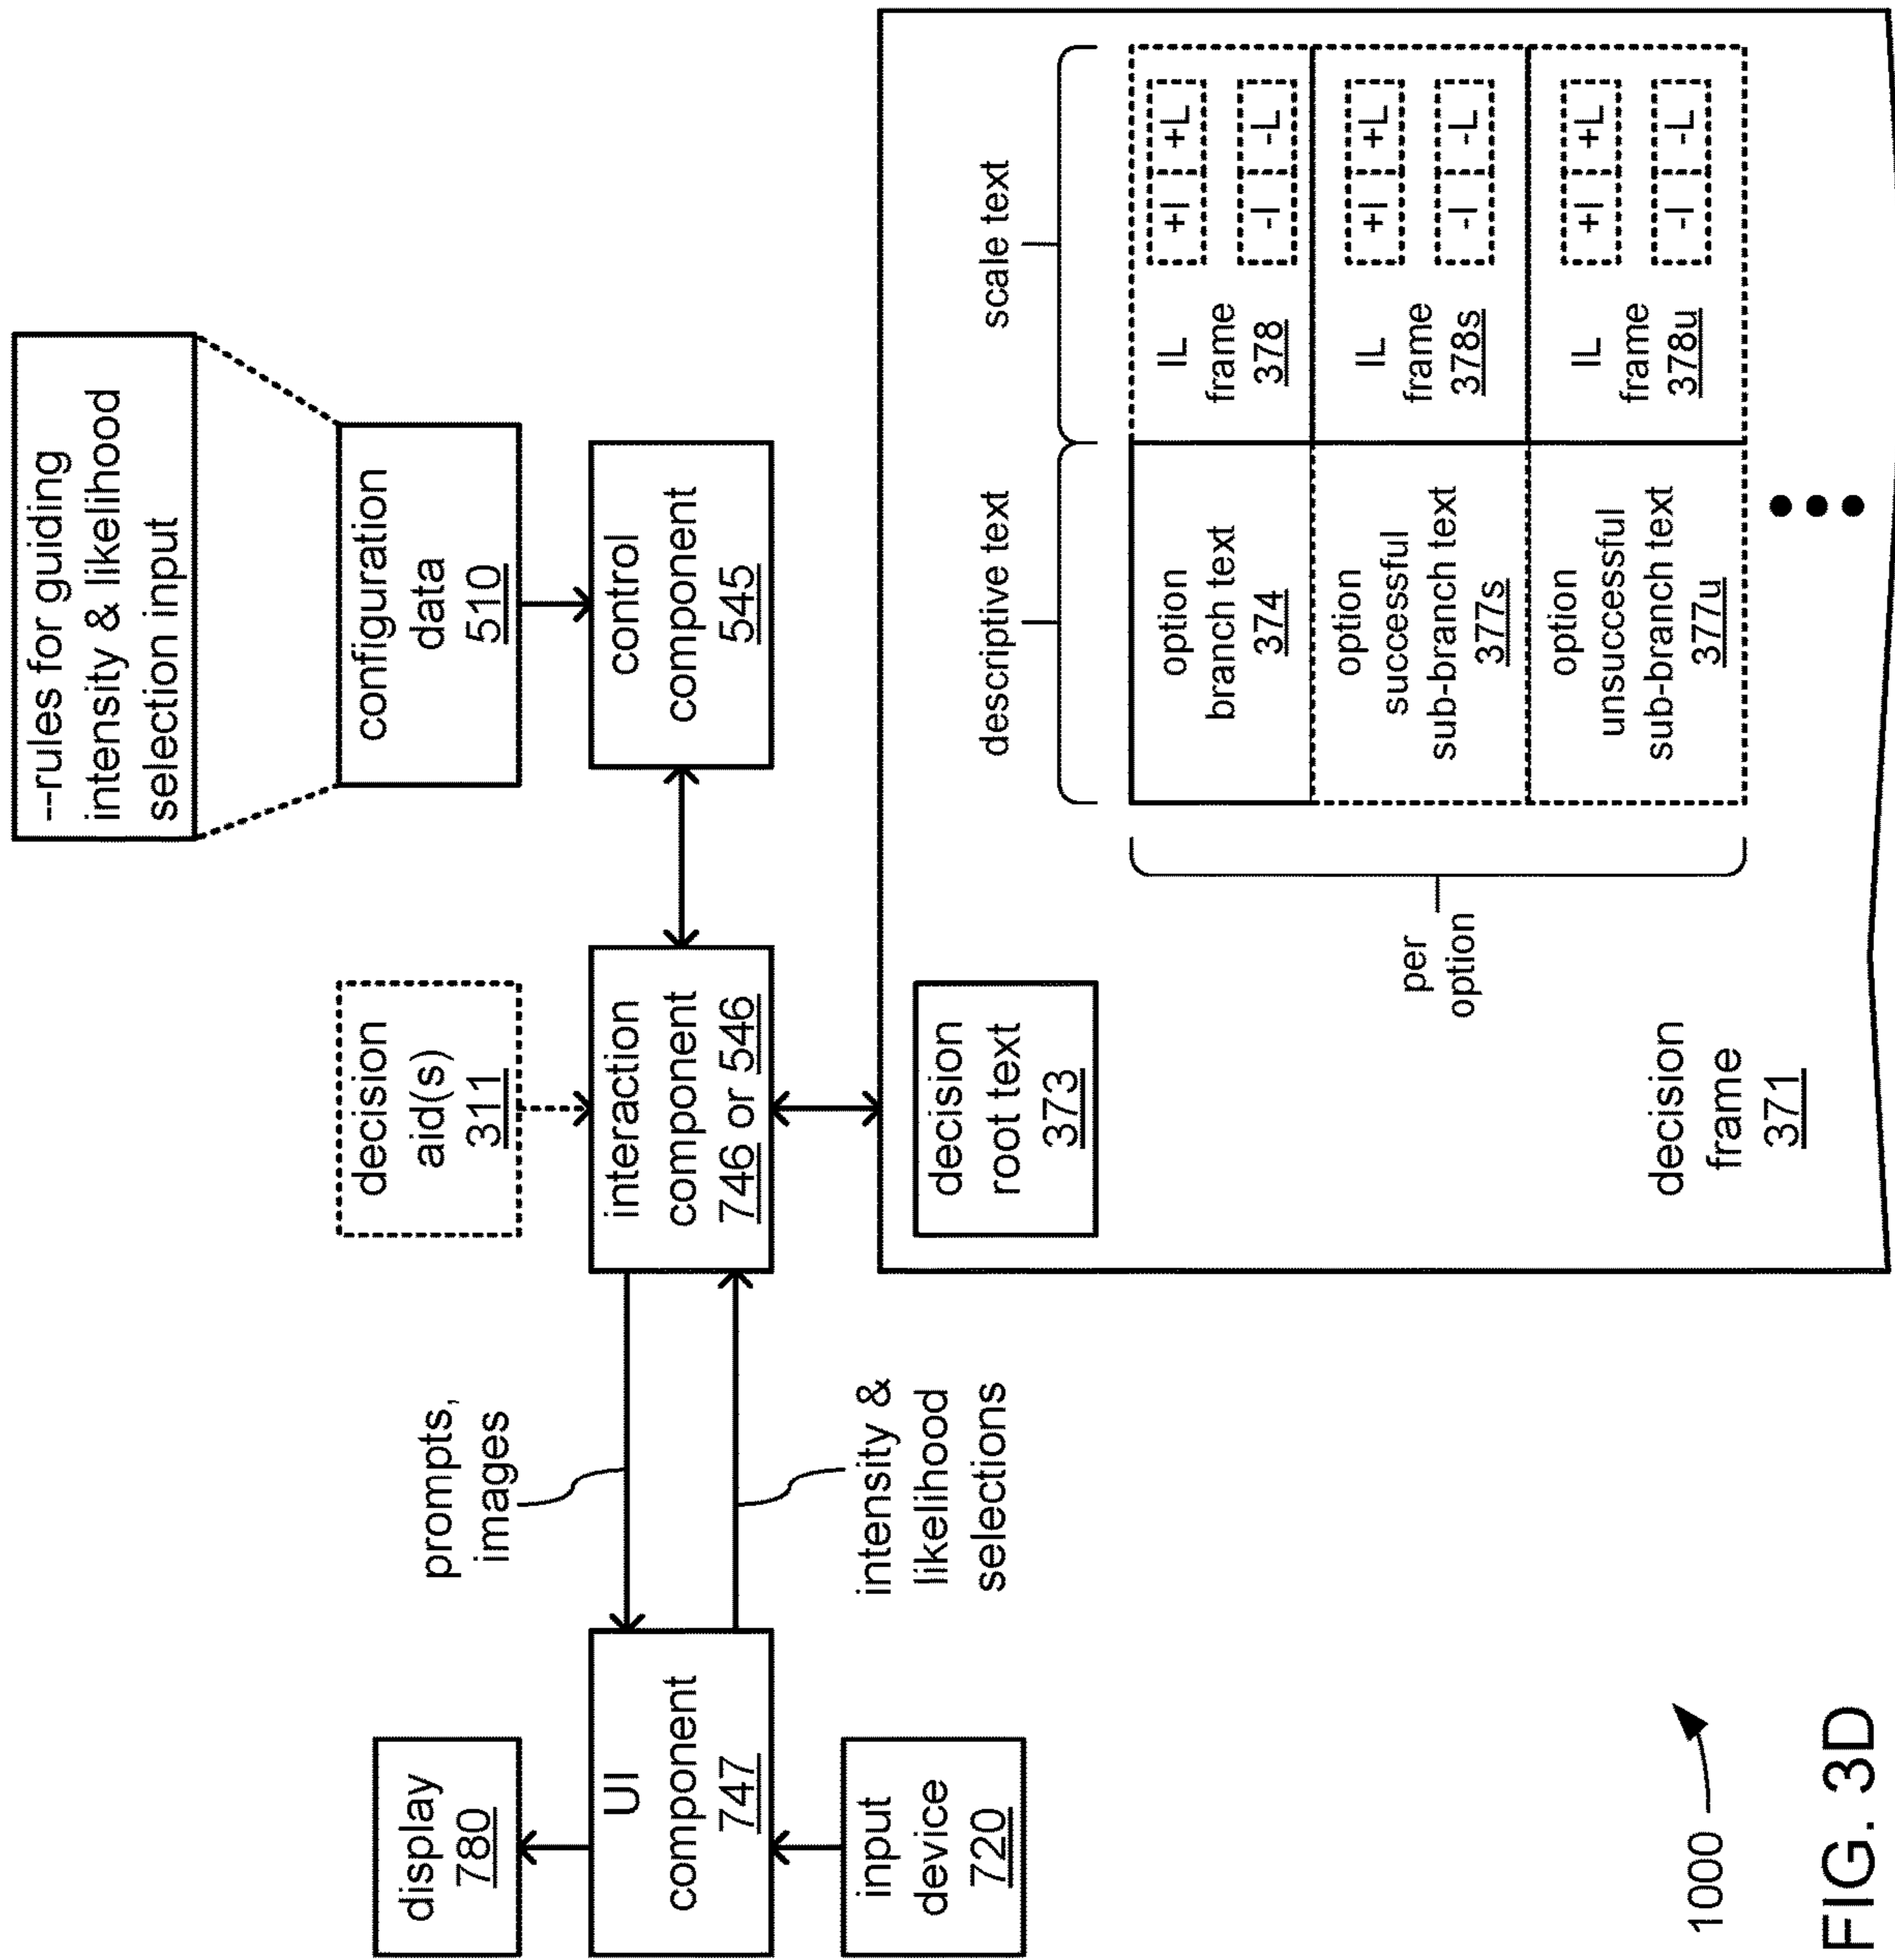 --rules for guiding
intensity & likelihood
selection input
display
780
decision
aid(s)
311
configuration
data
510
prompts,
images
UI
component
747
interaction
component
746 or 546
control
component
545
intensity &
likelihood
selections
input
device
720
decision
root text
373
descriptive text
scale text
per
option
option
branch text
374
IL
frame
378
+I
+L
-I
-L
option
successful
sub-branch text
377s
IL
frame
378s
+I
+L
-I
-L
option
unsuccessful
sub-branch text
377u
IL
frame
378u
+I
+L
-I
-L
decision
frame
371
1000
FIG. 3D